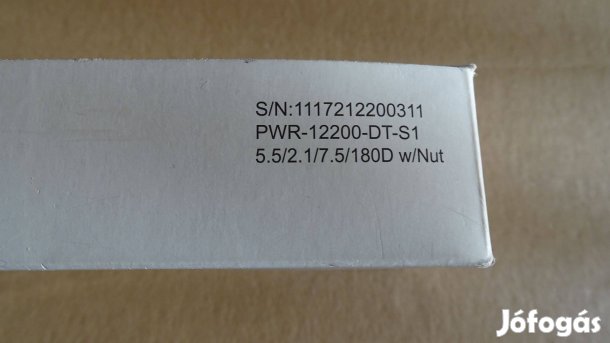 S/N:1117212200311
PWR-12200-DT-S1
5.5/2.1/7.5/180D w/Nut
Jófogás